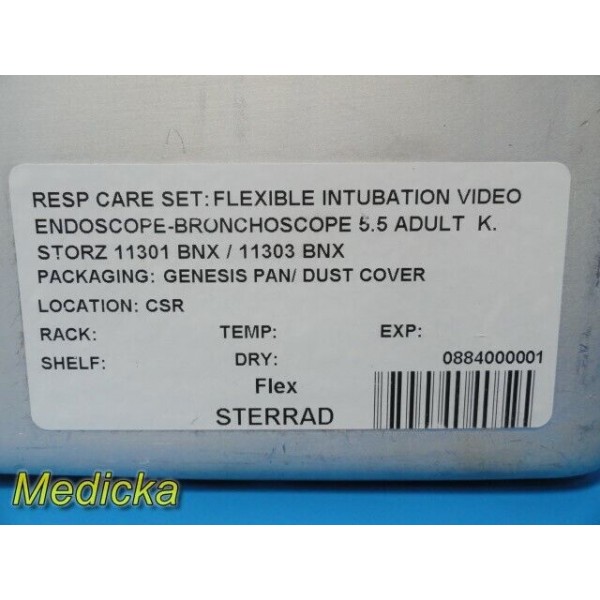 RESP CARE SET: FLEXIBLE INTUBATION VIDEO
ENDOSCOPE-BRONCHOSCOPE 5.5 ADULT K.
STORZ 11301 BNX / 11303 BNX
PACKAGING: GENESIS PAN/ DUST COVER
LOCATION: CSR
RACK: TEMP: EXP:
SHELF: DRY: 0884000001
Flex
STERRAD
Medicka